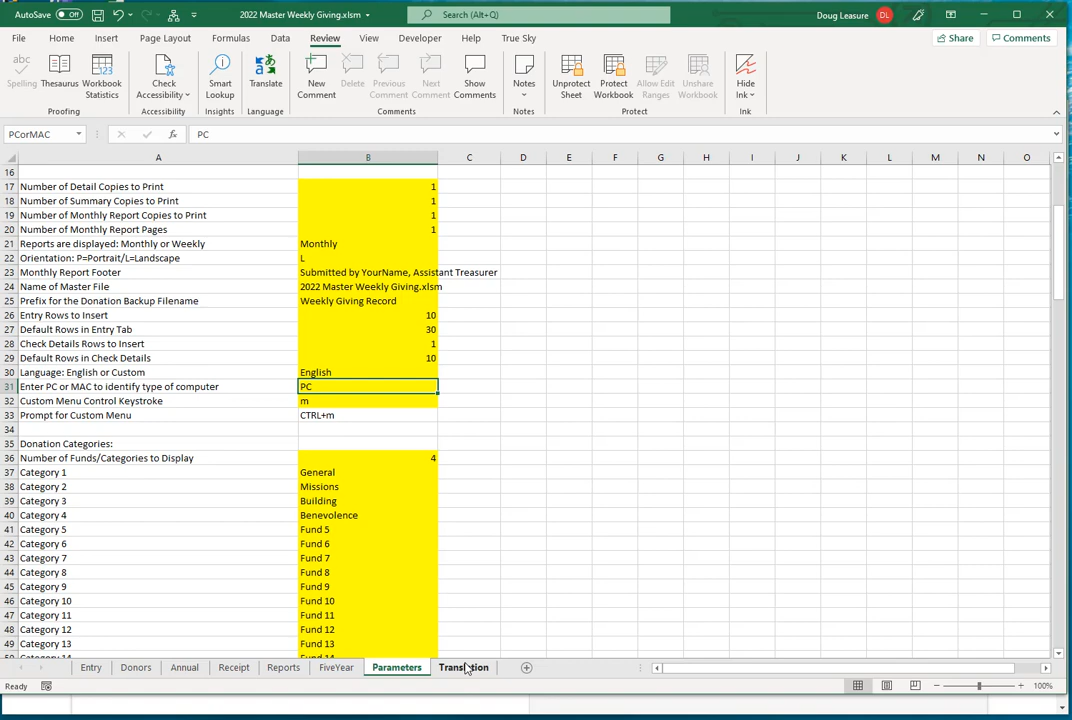 AutoSave Off 2022 Master Weekly Giving.xlsm Search (Alt+Q) Doug Leasure DL
File Home Insert Page Layout Formulas Data Review View Developer Help True Sky Share Comments
Spelling Thesaurus Workbook Statistics Check Accessibility Smart Lookup Translate New Comment Delete Previous Comment Next Comment Show Comments Notes Unprotect Sheet Protect Workbook Allow Edit Ranges Unshare Workbook Hide Ink
Proofing Accessibility Insights Language Comments Notes Protect Ink
PCorMAC fx PC
A B C D E F G H I J K L M N O
16
17 Number of Detail Copies to Print 1
18 Number of Summary Copies to Print 1
19 Number of Monthly Report Copies to Print 1
20 Number of Monthly Report Pages 1
21 Reports are displayed: Monthly or Weekly Monthly
22 Orientation: P=Portrait/L=Landscape L
23 Monthly Report Footer Submitted by YourName, Assistant Treasurer
24 Name of Master File 2022 Master Weekly Giving.xlsm
25 Prefix for the Donation Backup Filename Weekly Giving Record
26 Entry Rows to Insert 10
27 Default Rows in Entry Tab 30
28 Check Details Rows to Insert 1
29 Default Rows in Check Details 10
30 Language: English or Custom English
31 Enter PC or MAC to identify type of computer PC
32 Custom Menu Control Keystroke m
33 Prompt for Custom Menu CTRL+m
34
35 Donation Categories:
36 Number of Funds/Categories to Display 4
37 Category 1 General
38 Category 2 Missions
39 Category 3 Building
40 Category 4 Benevolence
41 Category 5 Fund 5
42 Category 6 Fund 6
43 Category 7 Fund 7
44 Category 8 Fund 8
45 Category 9 Fund 9
46 Category 10 Fund 10
47 Category 11 Fund 11
48 Category 12 Fund 12
49 Category 13 Fund 13
Entry Donors Annual Receipt Reports FiveYear Parameters
Ready 100%